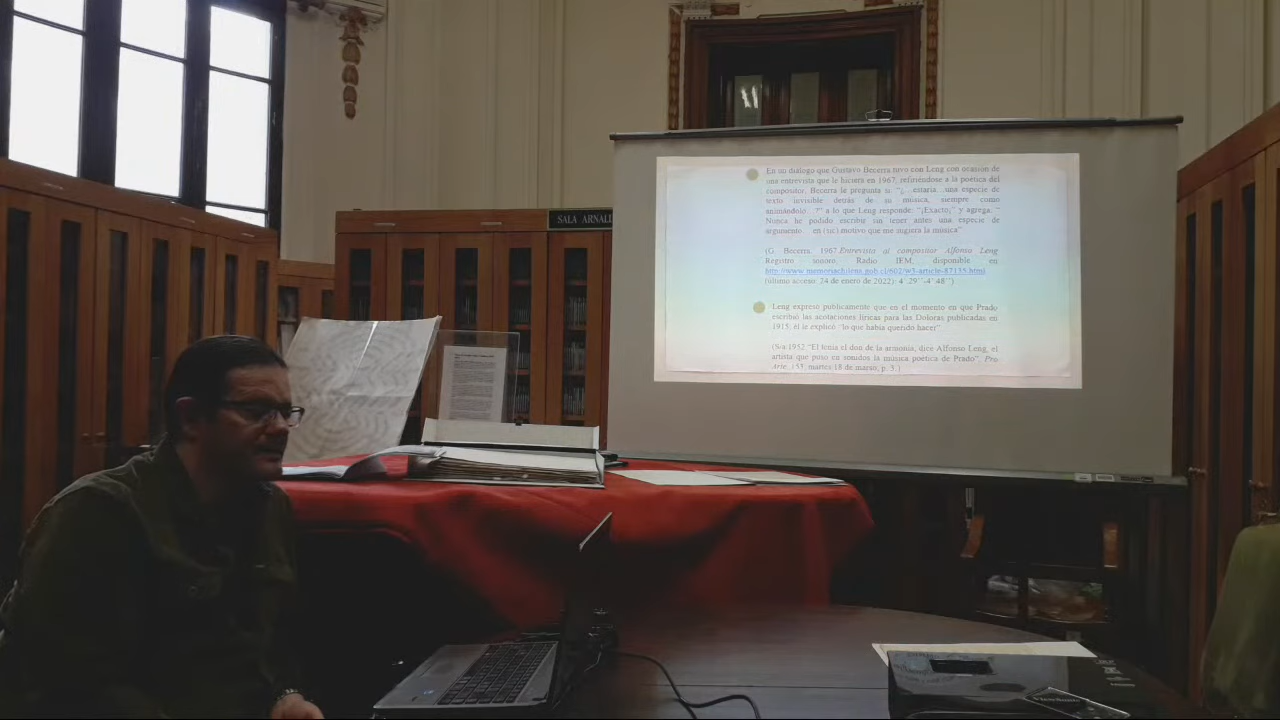 SALA ARNAL
En un diálogo que Gustavo Becerra tuvo con Leng con ocasión de
una entrevista que le hiciera en 1967, refiriéndose a la poética del
compositor, Becerra le pregunta si: "¿... estaría...una especie de
texto invisible detrás de su música, siempre como
animándolo...?" a lo que Leng responde: "¡Exacto¡" y agrega: "
Nunca he podido escribir sin tener antes una especie de
argumento... en (sic) motivo que me sugiera la música"
(G. Becerra. 1967. Entrevista al compositor Alfonso Leng
Registro sonoro, Radio IEM, disponible en
http://www.memoriachilena.gob.cl/602/w3-article-87135.html
(último acceso: 24 de enero de 2022): 4´29¨-4´48¨)
Leng expresó públicamente que en el momento en que Prado
escribió las acotaciones líricas para las Doloras publicadas en
1915, él le explicó "lo que había querido hacer".
(S/a 1952 "El tenía el don de la armonía, dice Alfonso Leng, el
artista que puso en sonidos la música poética de Prado", Pro
Arte, 155, martes 18 de marzo, p. 5.)